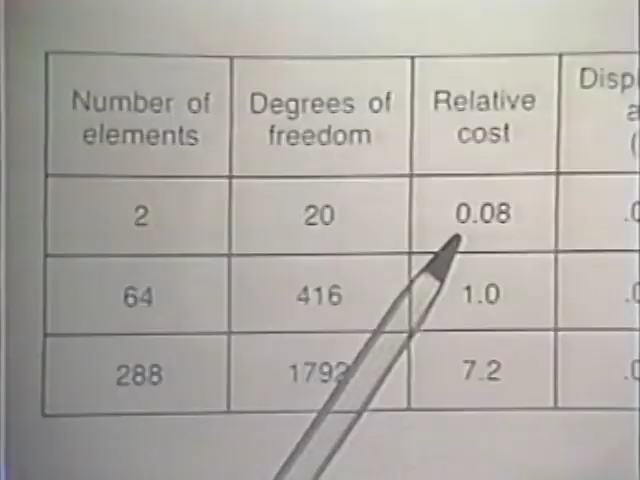 Number of elements
Degrees of freedom
Relative cost
2 20 0.08
64 416 1.0
288 1792 7.2